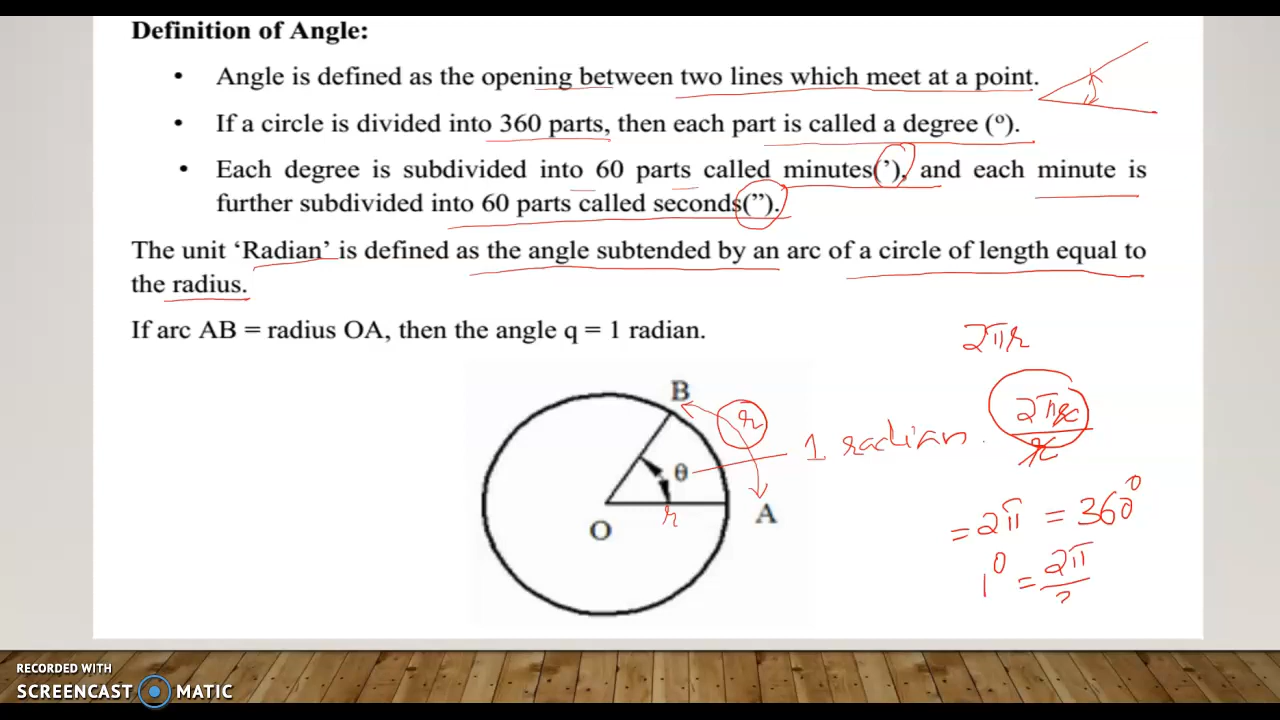 Definition of Angle:
• Angle is defined as the opening between two lines which meet at a point.
• If a circle is divided into 360 parts, then each part is called a degree (º).
• Each degree is subdivided into 60 parts called minutes(’), and each minute is
further subdivided into 60 parts called seconds(”).
The unit ‘Radian’ is defined as the angle subtended by an arc of a circle of length equal to
the radius.
If arc AB = radius OA, then the angle q = 1 radian.
2πr
B
r
2πr
r
1 radian.
θ
r
A
O
= 2π = 360°
1° = 2π
RECORDED WITH
SCREENCAST MATIC